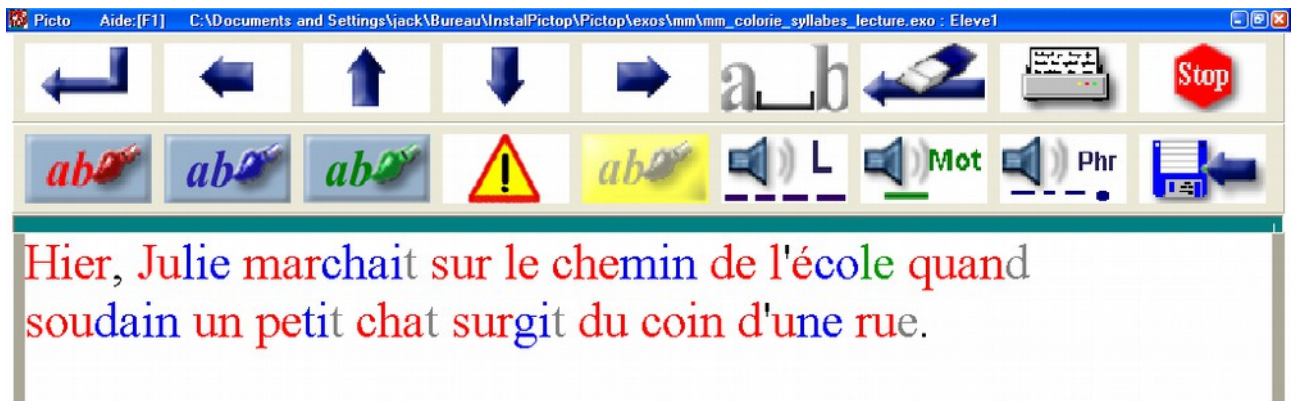 Picto Aide:[F1] C:\Documents and Settings\jack\Bureau\InstalPictop\Pictop\exos\mm\mm_colorie_syllabes_lecture.exo : Eleve1
a b Stop
ab ab ab ! ab L Mot Phr
Hier, Julie marchait sur le chemin de l'école quand
soudain un petit chat surgit du coin d'une rue.